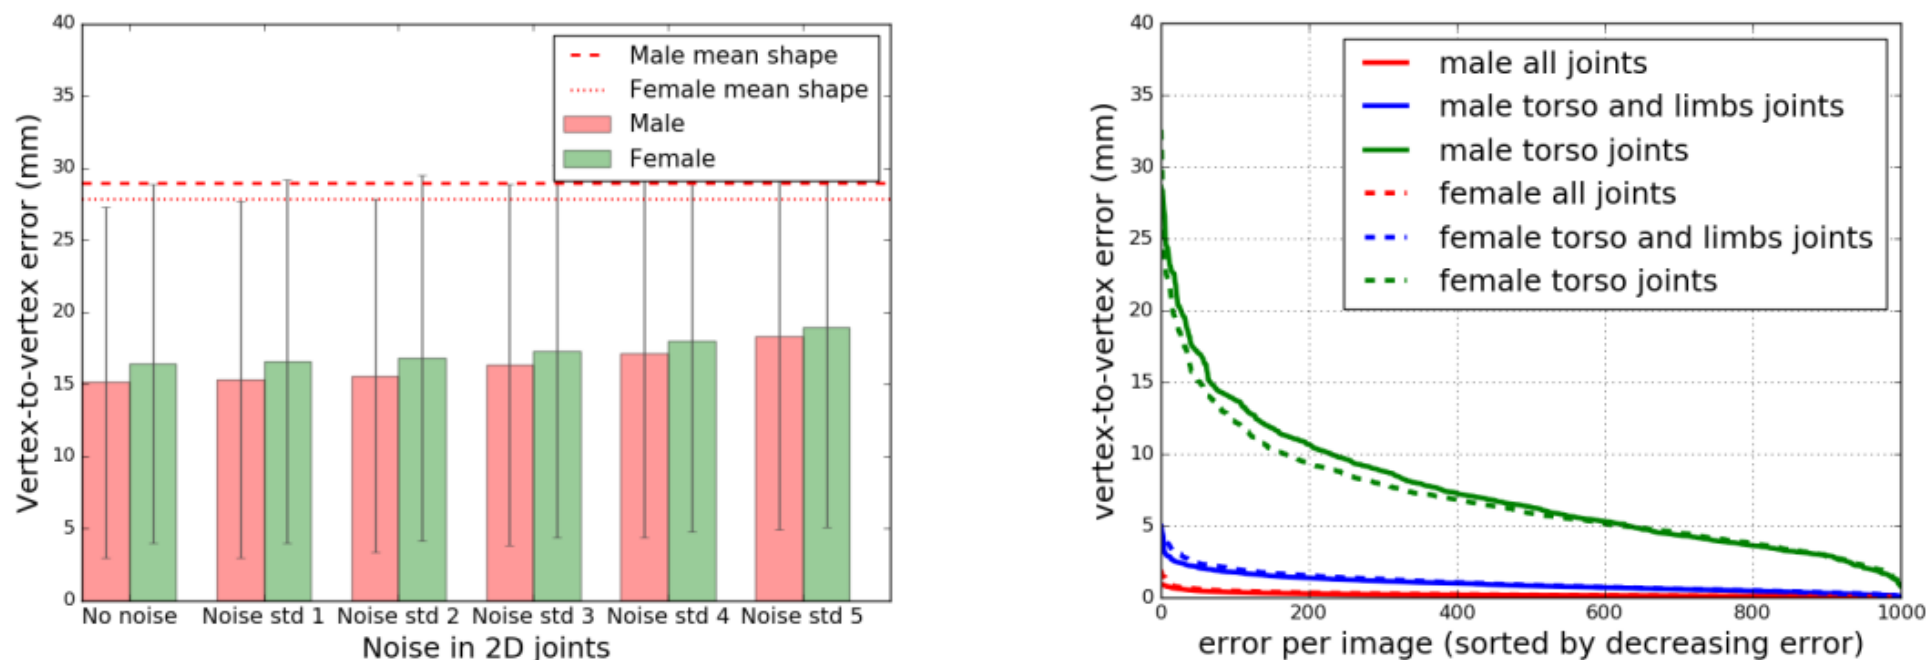 40
35
30
25
20
15
10
5
0
Vertex-to-vertex error (mm)
Male mean shape
Female mean shape
Male
Female
No noise Noise std 1 Noise std 2 Noise std 3 Noise std 4 Noise std 5
Noise in 2D joints
40
35
30
25
20
15
10
5
0
vertex-to-vertex error (mm)
male all joints
male torso and limbs joints
male torso joints
female all joints
female torso and limbs joints
female torso joints
0 200 400 600 800 1000
error per image (sorted by decreasing error)